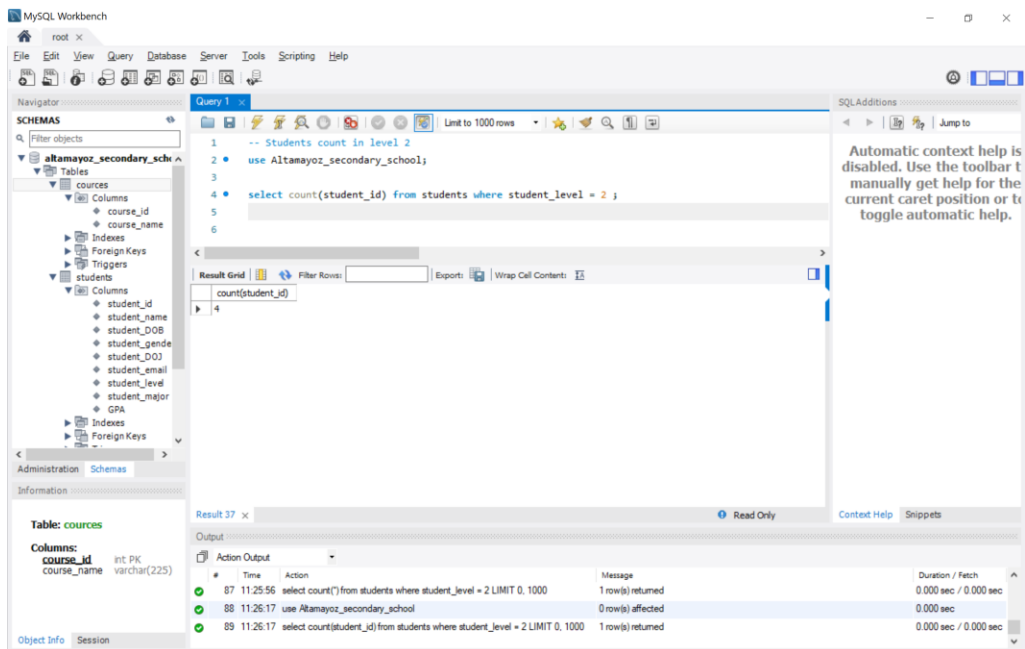 MySQL Workbench
root
File Edit View Query Database Server Tools Scripting Help
Navigator
SCHEMAS
Filter objects
altamayoz_secondary_scho
Tables
cources
Columns
course_id
course_name
Indexes
Foreign Keys
Triggers
students
Columns
student_id
student_name
student_DOB
student_gende
student_DOJ
student_email
student_level
student_major
GPA
Indexes
Foreign Keys
Administration Schemas
Information
Table: cources
Columns:
course_id int PK
course_name varchar(225)
Object Info Session
Query 1
Limit to 1000 rows
1 -- Students count in level 2
2 use Altamayoz_secondary_school;
3
4 select count(student_id) from students where student_level = 2 ;
5
6
Result Grid Filter Rows: Export: Wrap Cell Content:
count(student_id)
4
Result 37 Read Only
Output
Action Output
# Time Action Message Duration / Fetch
87 11:25:56 select count(*) from students where student_level = 2 LIMIT 0, 1000 1 row(s) returned 0.000 sec / 0.000 sec
88 11:26:17 use Altamayoz_secondary_school 0 row(s) affected 0.000 sec
89 11:26:17 select count(student_id) from students where student_level = 2 LIMIT 0, 1000 1 row(s) returned 0.000 sec / 0.000 sec
SQLAdditions
Jump to
Automatic context help is
disabled. Use the toolbar t
manually get help for the
current caret position or to
toggle automatic help.
Context Help Snippets